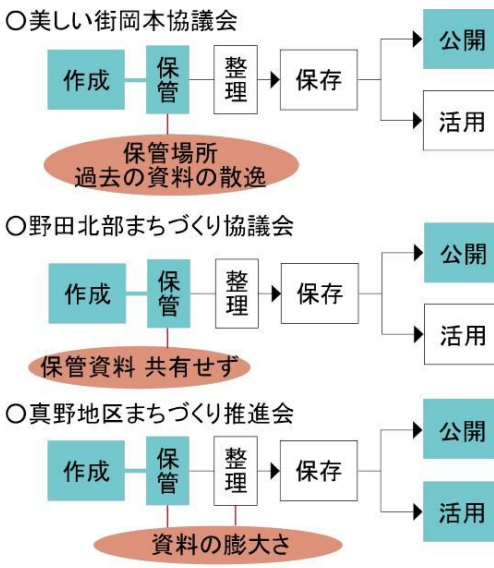 ○美しい街岡本協議会
作成
保管
整理
保存
公開
活用
保管場所
過去の資料の散逸
○野田北部まちづくり協議会
作成
保管
整理
保存
公開
活用
保管資料 共有せず
○真野地区まちづくり推進会
作成
保管
整理
保存
公開
活用
資料の膨大さ